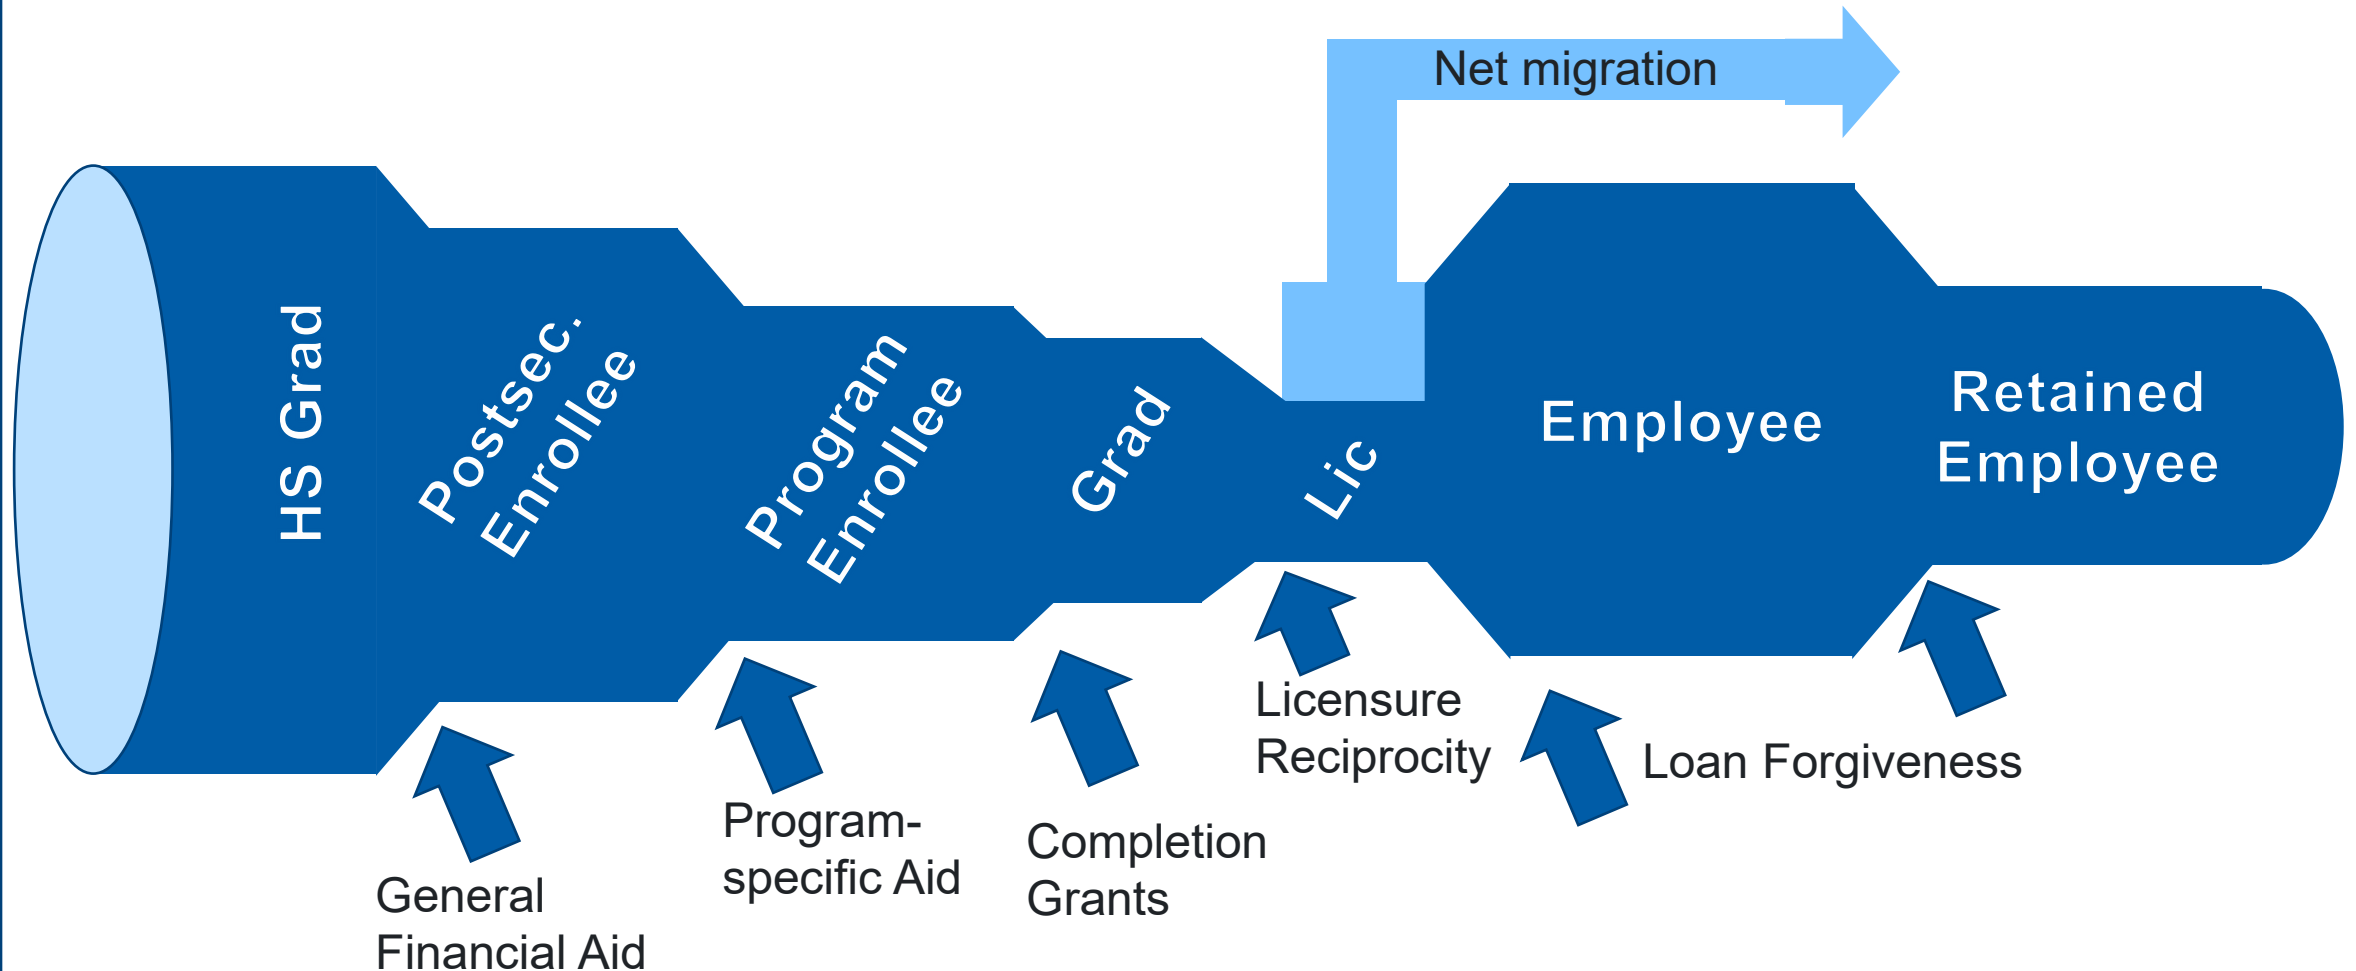 Net migration
HS Grad
Postsec.
Enrollee
Program
Enrollee
Grad
Lic
Employee
Retained
Employee
General
Financial Aid
Program-
specific Aid
Completion
Grants
Licensure
Reciprocity
Loan Forgiveness